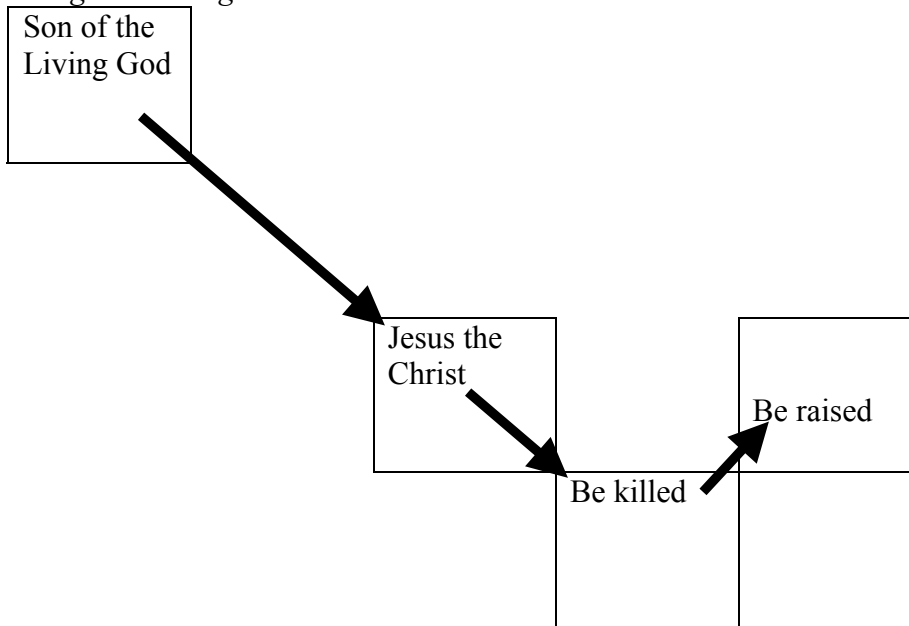 Son of the
Living God
Jesus the
Christ
Be raised
Be killed